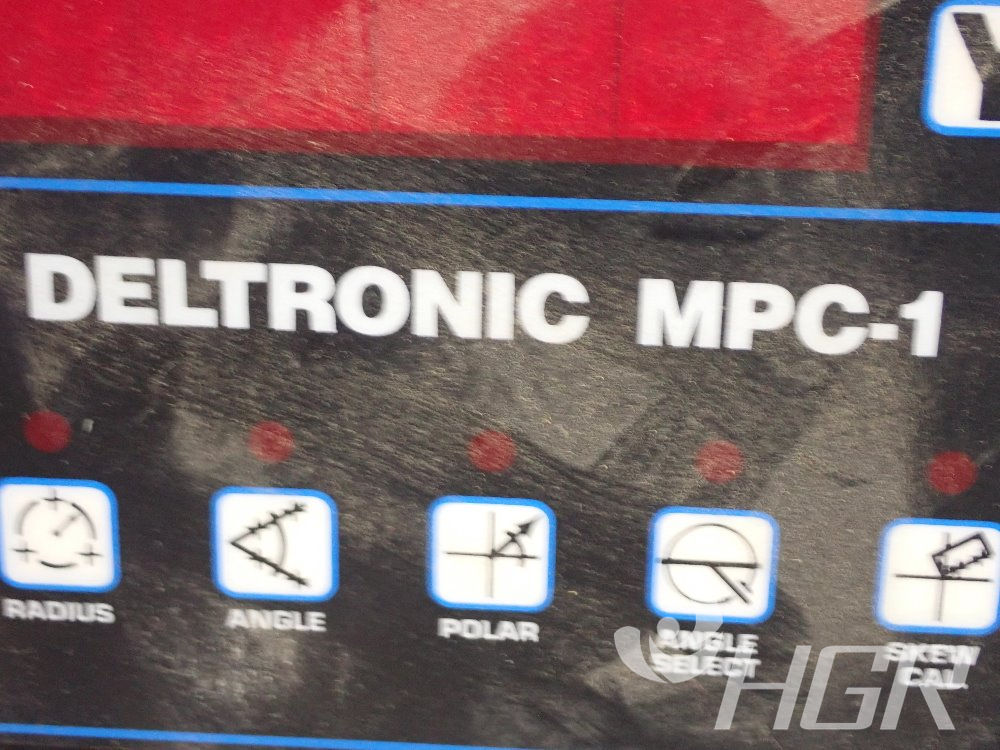 Y
DELTRONIC MPC-1
RADIUS
ANGLE
POLAR
ANGLE SELECT
SKEW CAL.
HGR